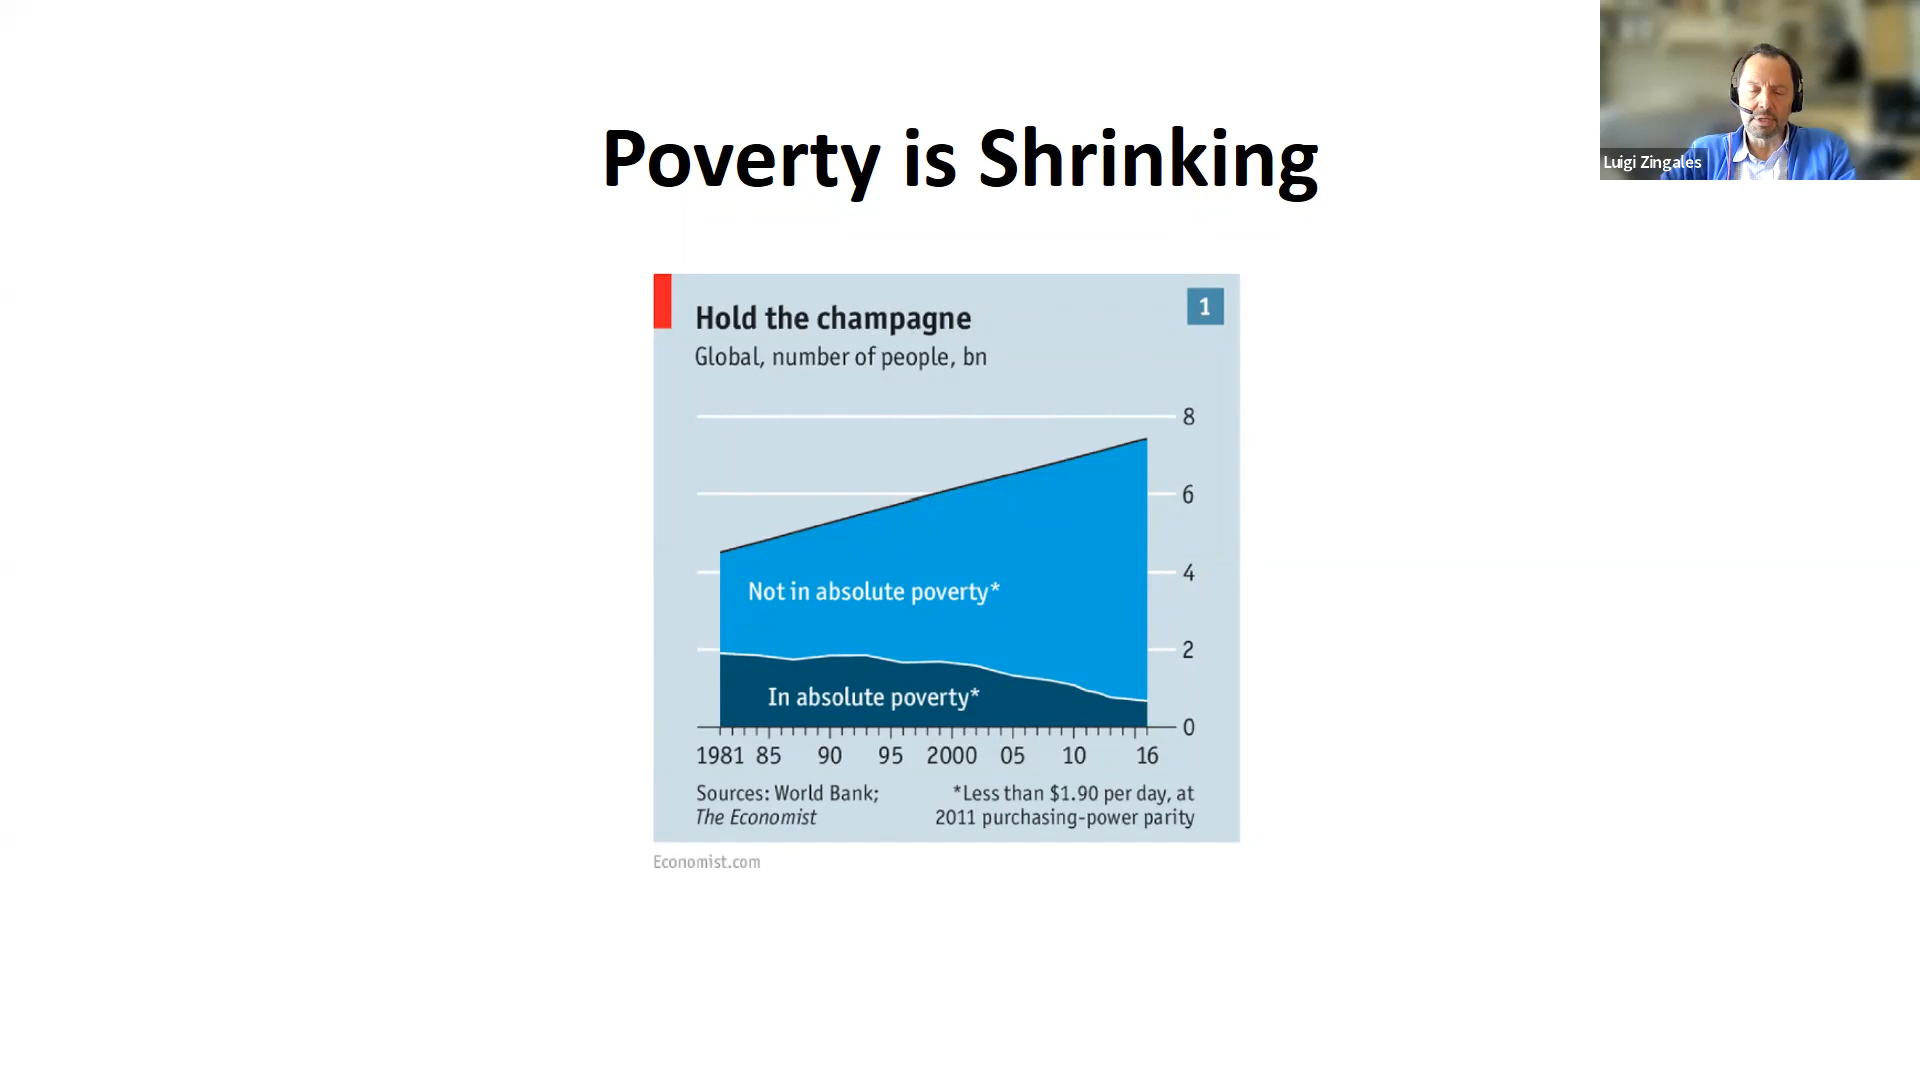 Poverty is Shrinking
Luigi Zingales
Hold the champagne
1
Global, number of people, bn
8
6
4
2
0
Not in absolute poverty*
In absolute poverty*
1981 85 90 95 2000 05 10 16
Sources: World Bank;
The Economist
*Less than $1.90 per day, at
2011 purchasing-power parity
Economist.com